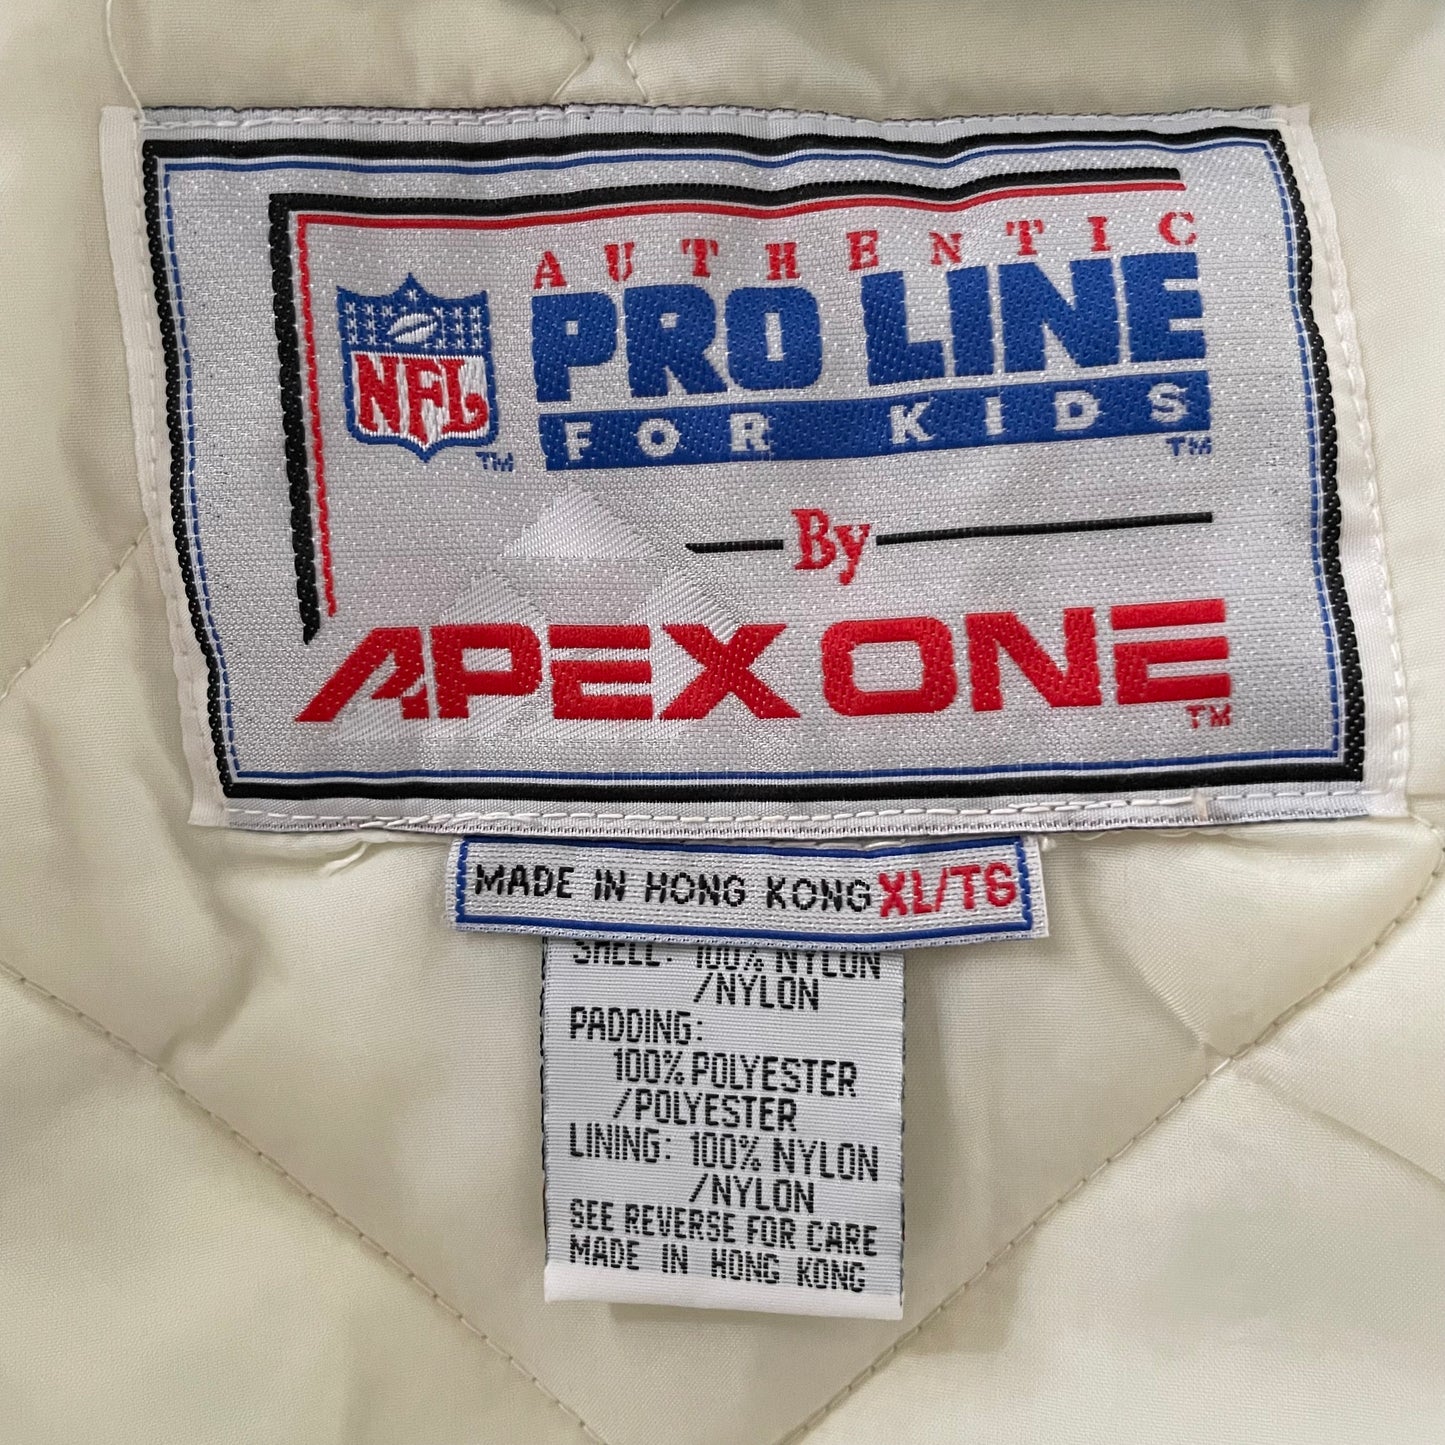 AUTHENTIC
PRO LINE
NFL
FOR KIDS
TM
TM
By
APEX ONE
TM
MADE IN HONG KONG XL/TG
SHELL: 100% NYLON
/NYLON
PADDING:
100% POLYESTER
/POLYESTER
LINING: 100% NYLON
/NYLON
SEE REVERSE FOR CARE
MADE IN HONG KONG